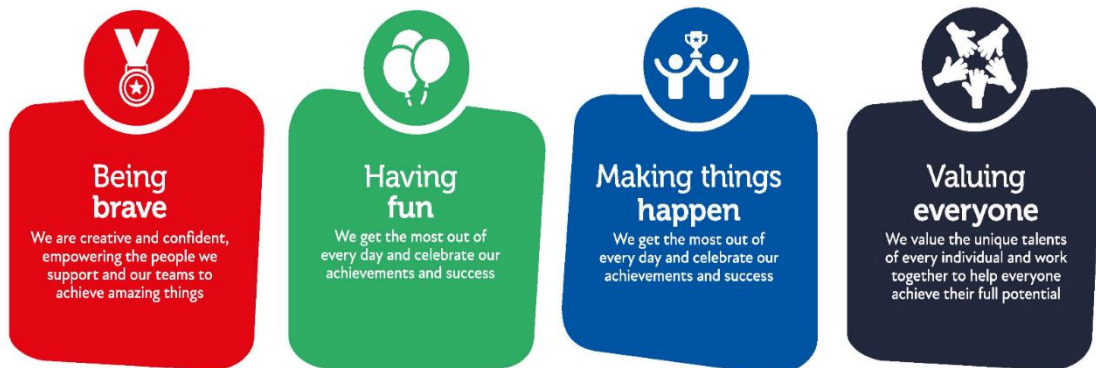 Being
brave
We are creative and confident,
empowering the people we
support and our teams to
achieve amazing things
Having
fun
We get the most out of
every day and celebrate our
achievements and success
Making things
happen
We get the most out of
every day and celebrate our
achievements and success
Valuing
everyone
We value the unique talents
of every individual and work
together to help everyone
achieve their full potential